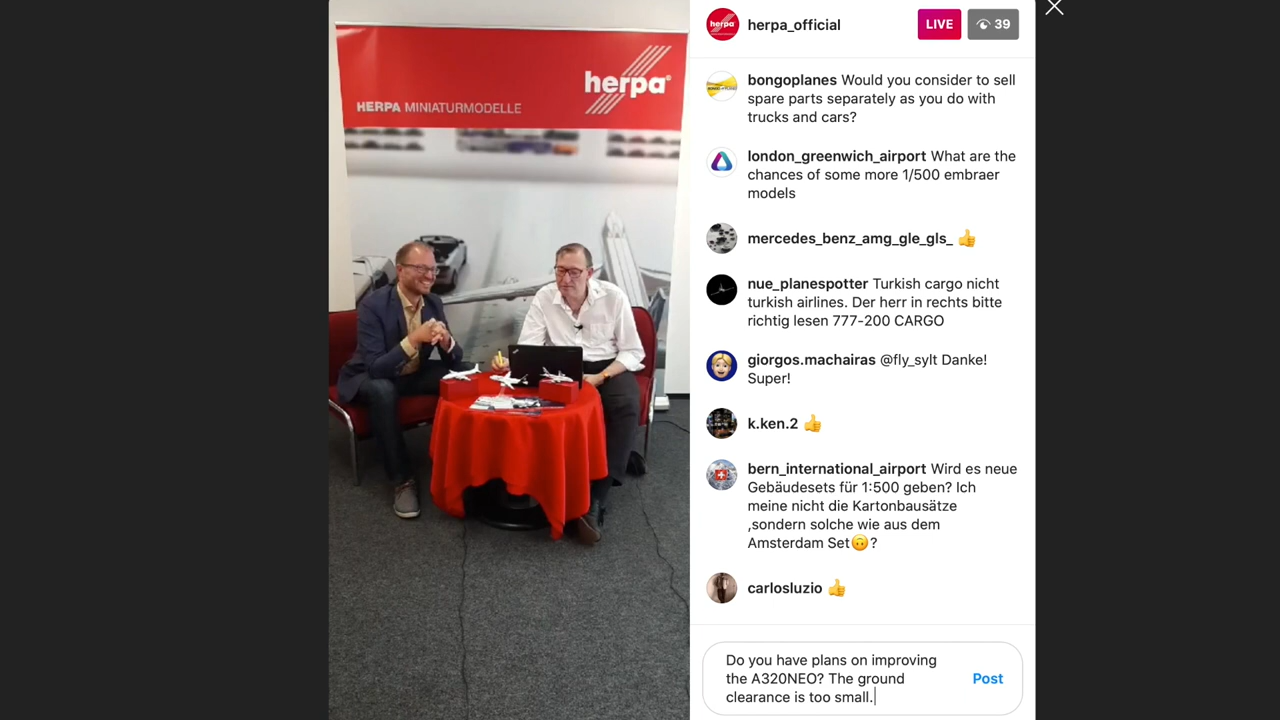 herpa
HERPA MINIATURMODELLE
herpa
herpa_official
LIVE
39
bongoplanes Would you consider to sell
spare parts separately as you do with
trucks and cars?
london_greenwich_airport What are the
chances of some more 1/500 embraer
models
mercedes_benz_amg_gle_gls_ 👍
nue_planespotter Turkish cargo nicht
turkish airlines. Der herr in rechts bitte
richtig lesen 777-200 CARGO
giorgos.machairas @fly_sylt Danke!
Super!
k.ken.2 👍
bern_international_airport Wird es neue
Gebäudesets für 1:500 geben? Ich
meine nicht die Kartonbausätze
,sondern solche wie aus dem
Amsterdam Set🙃?
carlosluzio 👍
Do you have plans on improving
the A320NEO? The ground
clearance is too small.
Post